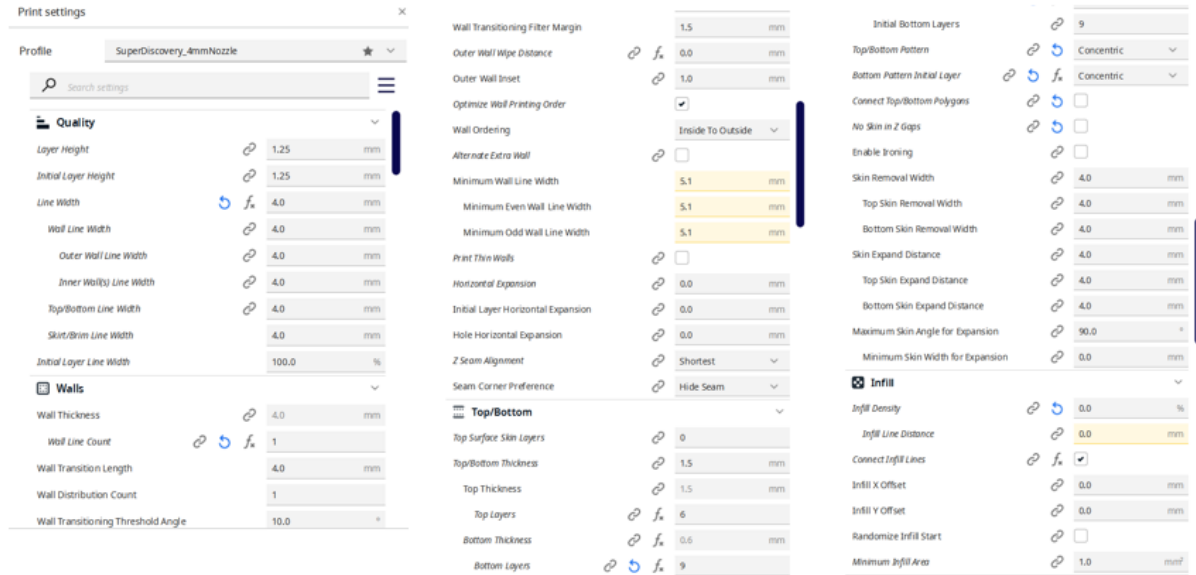 Print settings
Profile SuperDiscovery_4mmNozzle
Search settings
Quality
Layer Height 1.25 mm
Initial Layer Height 1.25 mm
Line Width 4.0 mm
Wall Line Width 4.0 mm
Outer Wall Line Width 4.0 mm
Inner Wall(s) Line Width 4.0 mm
Top/Bottom Line Width 4.0 mm
Skirt/Brim Line Width 4.0 mm
Initial Layer Line Width 100.0 %
Walls
Wall Thickness 4.0 mm
Wall Line Count 1
Wall Transition Length 4.0 mm
Wall Distribution Count 1
Wall Transitioning Threshold Angle 10.0 °
Wall Transitioning Filter Margin 1.5 mm
Outer Wall Wipe Distance 0.0 mm
Outer Wall Inset 1.0 mm
Optimize Wall Printing Order
Wall Ordering Inside To Outside
Alternate Extra Wall
Minimum Wall Line Width 5.1 mm
Minimum Even Wall Line Width 5.1 mm
Minimum Odd Wall Line Width 5.1 mm
Print Thin Walls
Horizontal Expansion 0.0 mm
Initial Layer Horizontal Expansion 0.0 mm
Hole Horizontal Expansion 0.0 mm
Z Seam Alignment Shortest
Seam Corner Preference Hide Seam
Top/Bottom
Top Surface Skin Layers 0
Top/Bottom Thickness 1.5 mm
Top Thickness 1.5 mm
Top Layers 6
Bottom Thickness 0.6 mm
Bottom Layers 9
Initial Bottom Layers 9
Top/Bottom Pattern Concentric
Bottom Pattern Initial Layer Concentric
Connect Top/Bottom Polygons
No Skin in Z Gaps
Enable Ironing
Skin Removal Width 4.0 mm
Top Skin Removal Width 4.0 mm
Bottom Skin Removal Width 4.0 mm
Skin Expand Distance 4.0 mm
Top Skin Expand Distance 4.0 mm
Bottom Skin Expand Distance 4.0 mm
Maximum Skin Angle for Expansion 90.0 °
Minimum Skin Width for Expansion 0.0 mm
Infill
Infill Density 0.0 %
Infill Line Distance 0.0 mm
Connect Infill Lines
Infill X Offset 0.0 mm
Infill Y Offset 0.0 mm
Randomize Infill Start
Minimum Infill Area 1.0 mm²